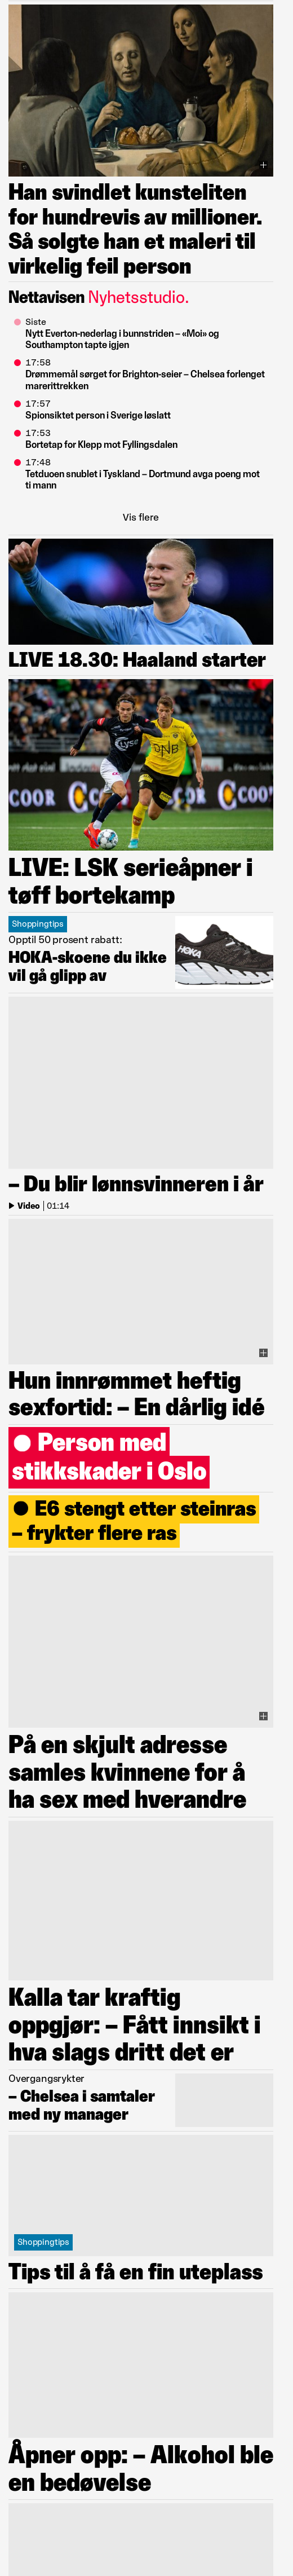 Han svindlet kunsteliten
for hundrevis av millioner.
Så solgte han et maleri til
virkelig feil person
Nettavisen Nyhetsstudio.
Siste
Nytt Everton-nederlag i bunnstriden – «Moi» og
Southampton tapte igjen
17:58
Drømmemål sørget for Brighton-seier – Chelsea forlenget
marerittrekken
17:57
Spionsiktet person i Sverige løslatt
17:53
Bortetap for Klepp mot Fyllingsdalen
17:48
Tetduoen snublet i Tyskland – Dortmund avga poeng mot
ti mann
Vis flere
LIVE 18.30: Haaland starter
Lyse
DNB
COOR
COOR
LIVE: LSK serieåpner i
tøff bortekamp
Shoppingtips
Opptil 50 prosent rabatt:
HOKA-skoene du ikke
vil gå glipp av
HOKA
– Du blir lønnsvinneren i år
Video 01:14
Hun innrømmet heftig
sexfortid: – En dårlig idé
Person med
stikkskader i Oslo
E6 stengt etter steinras
– frykter flere ras
På en skjult adresse
samles kvinnene for å
ha sex med hverandre
Kalla tar kraftig
oppgjør: – Fått innsikt i
hva slags dritt det er
Overgangsrykter
– Chelsea i samtaler
med ny manager
Shoppingtips
Tips til å få en fin uteplass
Åpner opp: – Alkohol ble
en bedøvelse